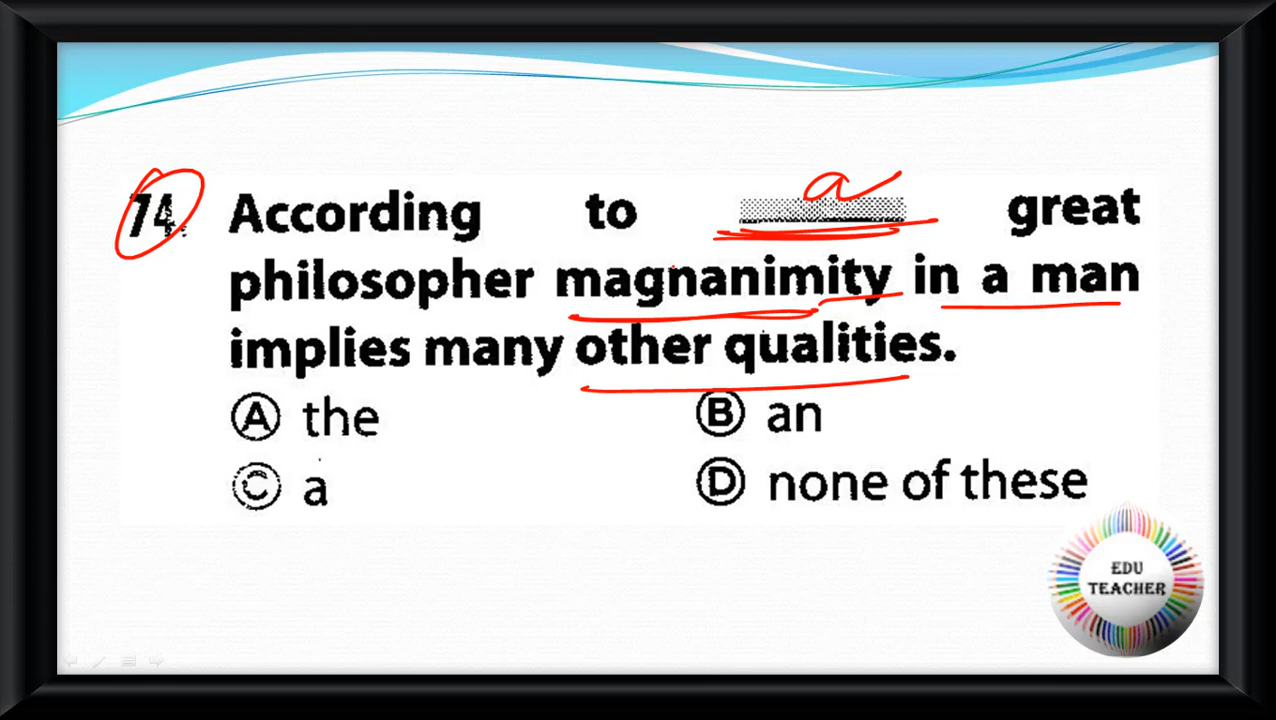 74. According to a great
philosopher magnanimity in a man
implies many other qualities.
Ⓐ the Ⓑ an
Ⓒ a Ⓓ none of these
EDU
TEACHER